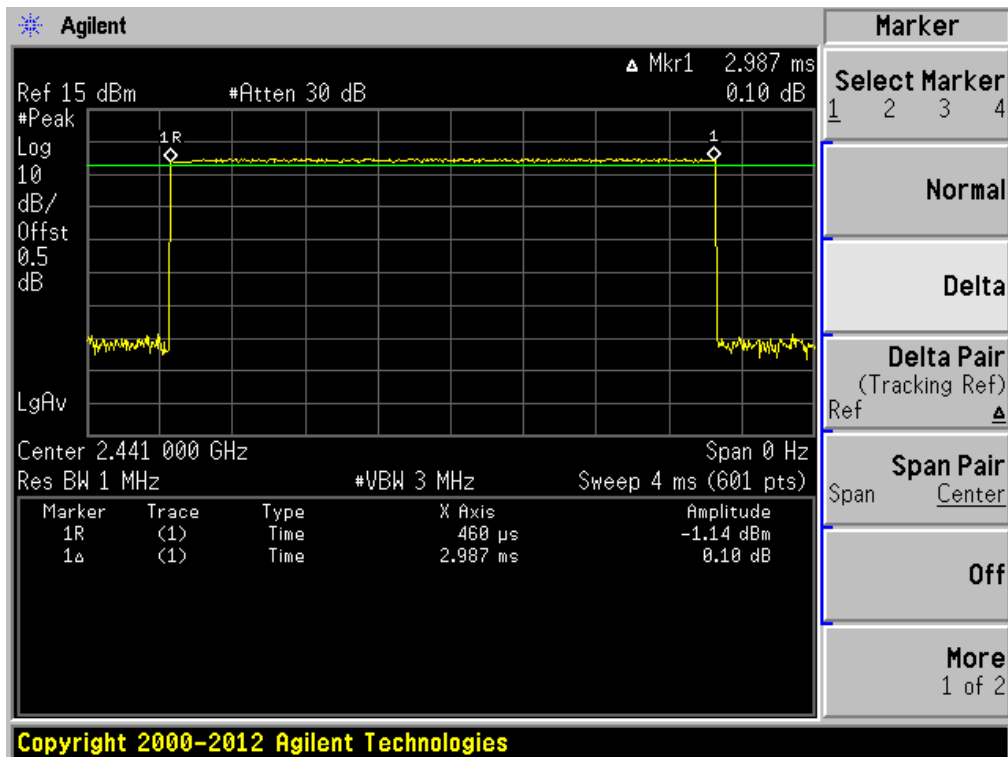 Agilent
Marker
Δ Mkr1 2.987 ms
Ref 15 dBm #Atten 30 dB 0.10 dB
#Peak
Log
10
dB/
Offst
0.5
dB
LgAv
1R
1
Center 2.441 000 GHz Span 0 Hz
Res BW 1 MHz #VBW 3 MHz Sweep 4 ms (601 pts)
Marker Trace Type X Axis Amplitude
1R (1) Time 460 µs -1.14 dBm
1Δ (1) Time 2.987 ms 0.10 dB
Select Marker
1 2 3 4
Normal
Delta
Delta Pair
(Tracking Ref)
Ref Δ
Span Pair
Span Center
Off
More
1 of 2
Copyright 2000-2012 Agilent Technologies